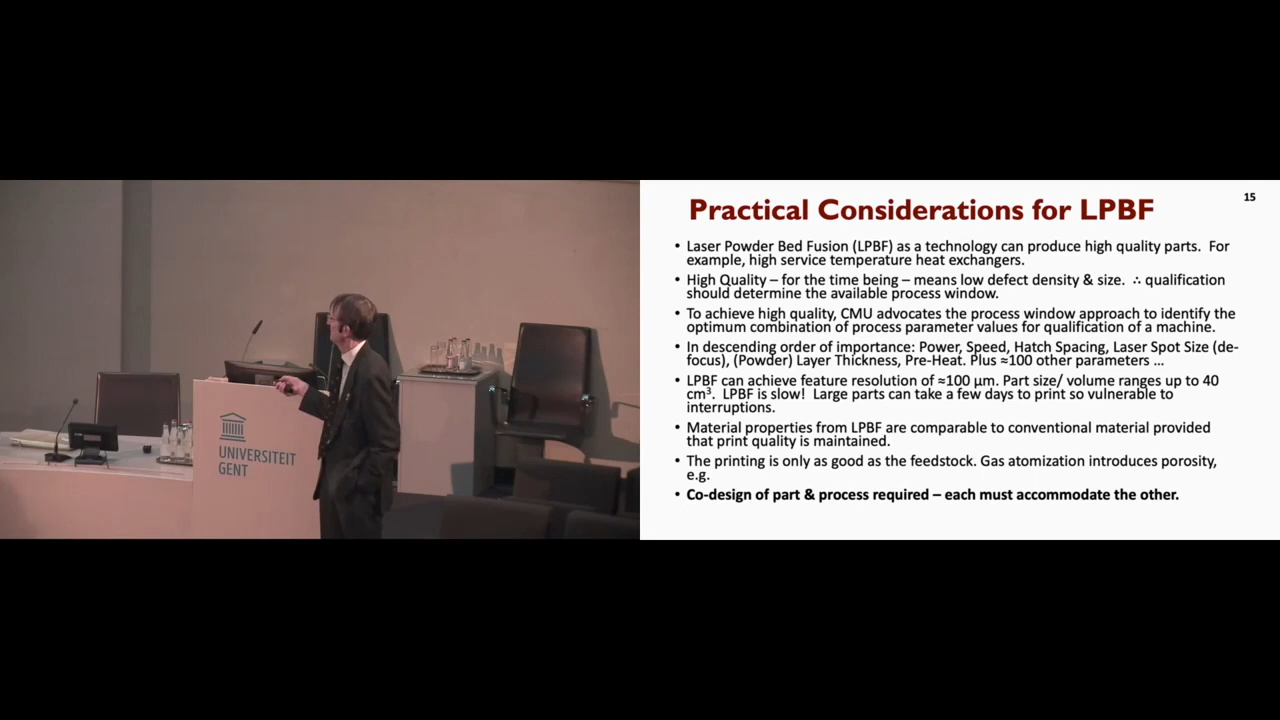 UNIVERSITEIT
GENT
15
Practical Considerations for LPBF
• Laser Powder Bed Fusion (LPBF) as a technology can produce high quality parts. For
example, high service temperature heat exchangers.
• High Quality – for the time being – means low defect density & size. ∴ qualification
should determine the available process window.
• To achieve high quality, CMU advocates the process window approach to identify the
optimum combination of process parameter values for qualification of a machine.
• In descending order of importance: Power, Speed, Hatch Spacing, Laser Spot Size (de-
focus), (Powder) Layer Thickness, Pre-Heat. Plus ≈100 other parameters …
• LPBF can achieve feature resolution of ≈100 µm. Part size/ volume ranges up to 40
cm³. LPBF is slow! Large parts can take a few days to print so vulnerable to
interruptions.
• Material properties from LPBF are comparable to conventional material provided
that print quality is maintained.
• The printing is only as good as the feedstock. Gas atomization introduces porosity,
e.g.
• Co-design of part & process required – each must accommodate the other.